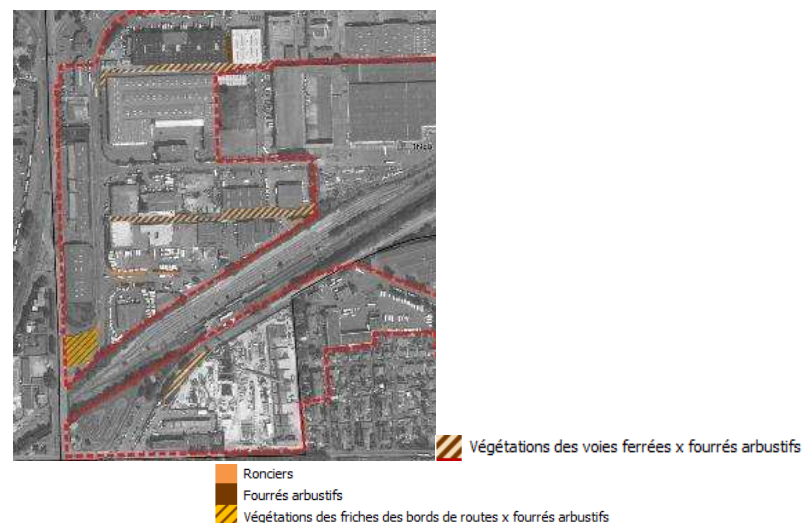 Végétations des voies ferrées x fourrés arbustifs
Ronciers
Fourrés arbustifs
Végétations des friches des bords de routes x fourrés arbustifs